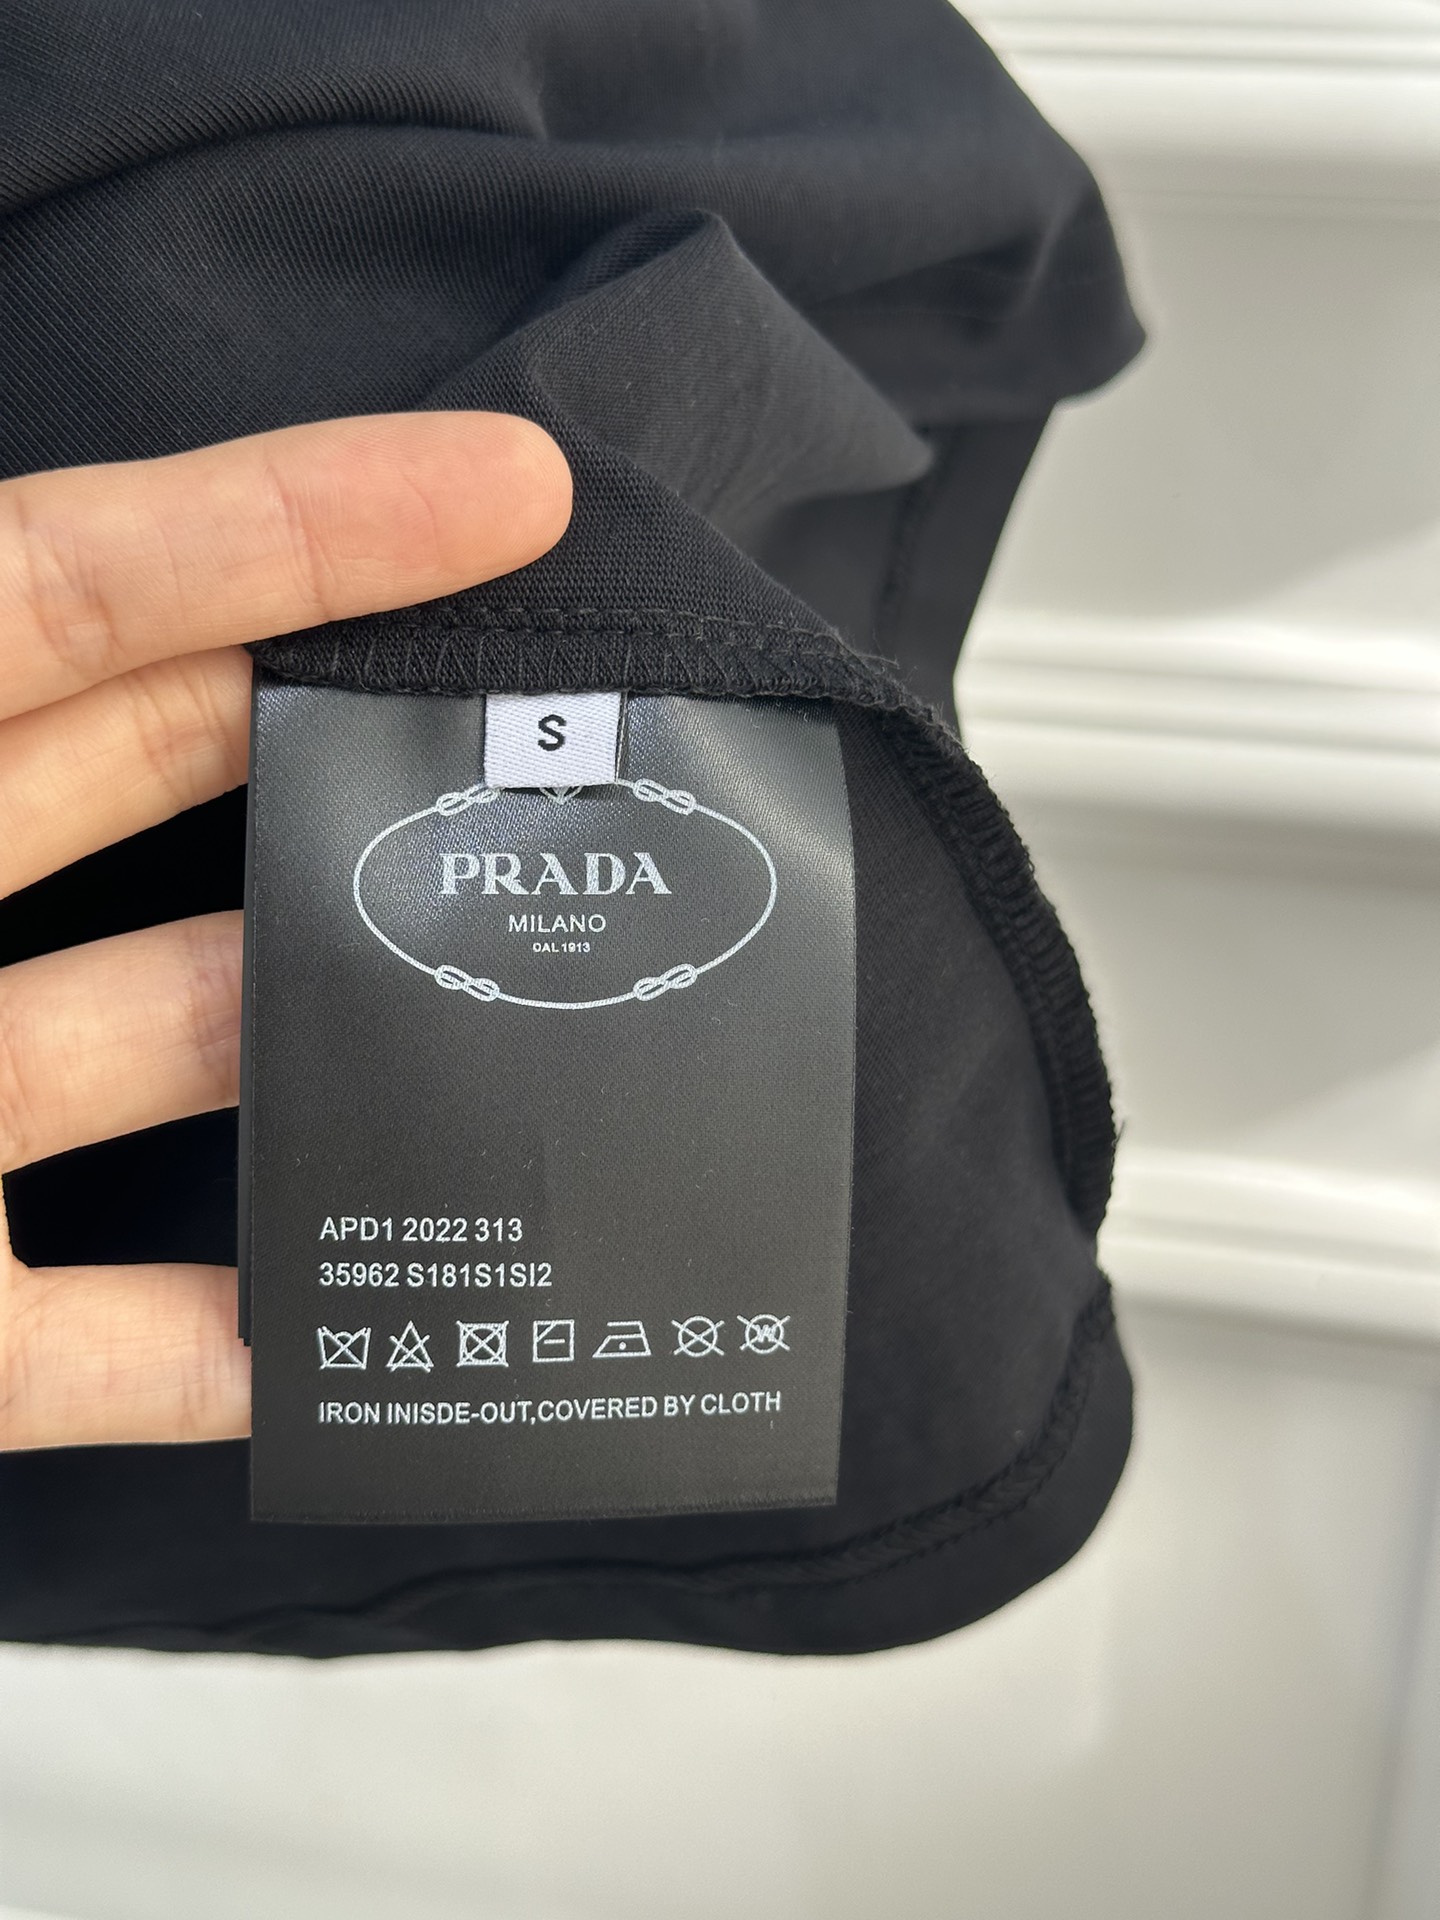 S
PRADA
MILANO
DAL 1913
APD1 2022 313
35962 S181S1SI2
W
IRON INISDE-OUT,COVERED BY CLOTH